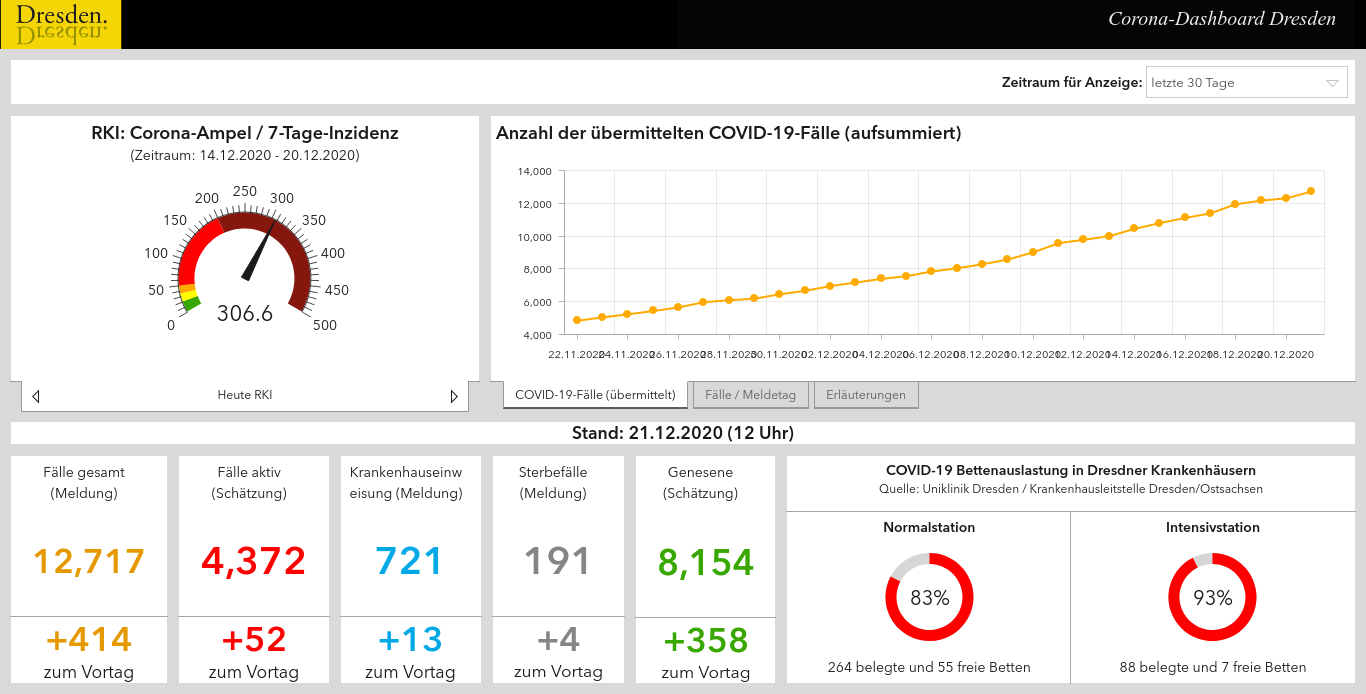 Dresden.
Corona-Dashboard Dresden
Zeitraum für Anzeige: letzte 30 Tage
RKI: Corona-Ampel / 7-Tage-Inzidenz
(Zeitraum: 14.12.2020 - 20.12.2020)
0
50
100
150
200
250
300
350
400
450
500
306.6
Heute RKI
Anzahl der übermittelten COVID-19-Fälle (aufsummiert)
14,000
12,000
10,000
8,000
6,000
4,000
22.11.2020 24.11.2020 26.11.2020 28.11.2020 30.11.2020 02.12.2020 04.12.2020 06.12.2020 08.12.2020 10.12.2020 12.12.2020 14.12.2020 16.12.2020 18.12.2020 20.12.2020
COVID-19-Fälle (übermittelt) Fälle / Meldetag Erläuterungen
Stand: 21.12.2020 (12 Uhr)
Fälle gesamt
(Meldung)
12,717
+414
zum Vortag
Fälle aktiv
(Schätzung)
4,372
+52
zum Vortag
Krankenhauseinw
eisung (Meldung)
721
+13
zum Vortag
Sterbefälle
(Meldung)
191
+4
zum Vortag
Genesene
(Schätzung)
8,154
+358
zum Vortag
COVID-19 Bettenauslastung in Dresdner Krankenhäusern
Quelle: Uniklinik Dresden / Krankenhausleitstelle Dresden/Ostsachsen
Normalstation
83%
264 belegte und 55 freie Betten
Intensivstation
93%
88 belegte und 7 freie Betten